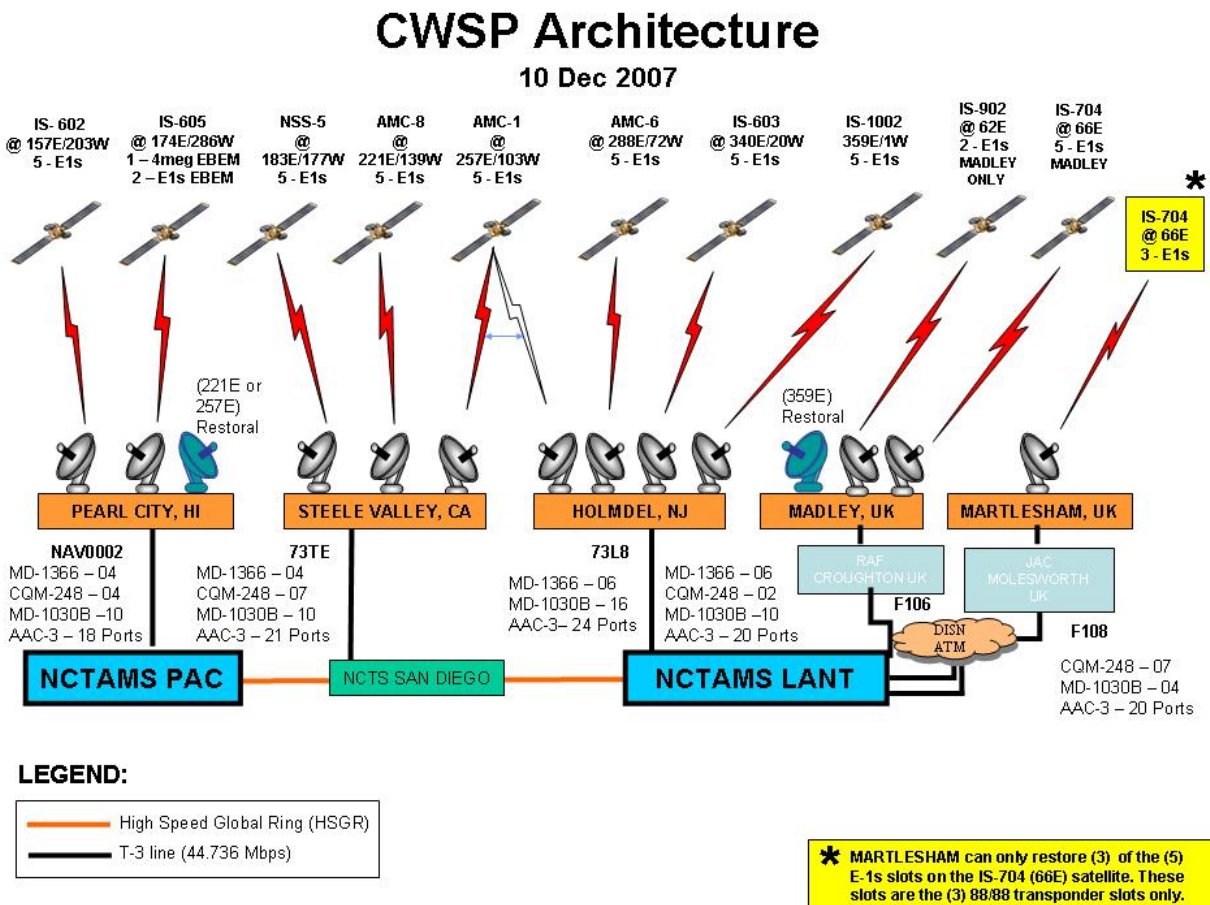 CWSP Architecture
10 Dec 2007
IS- 602
@ 157E/203W
5 - E1s
IS-605
@ 174E/286W
1 – 4meg EBEM
2 – E1s EBEM
NSS-5
@
183E/177W
5 - E1s
AMC-8
@
221E/139W
5 - E1s
AMC-1
@
257E/103W
5 - E1s
AMC-6
@ 288E/72W
5 - E1s
IS-603
@ 340E/20W
5 - E1s
IS-1002
359E/1W
5 - E1s
IS-902
@ 62E
2 - E1s
MADLEY
ONLY
IS-704
@ 66E
5 - E1s
MADLEY
*
IS-704
@ 66E
3 - E1s
(221E or
257E)
Restoral
(359E)
Restoral
PEARL CITY, HI
STEELE VALLEY, CA
HOLMDEL, NJ
MADLEY, UK
MARTLESHAM, UK
NAV0002
MD-1366 – 04
CQM-248 – 04
MD-1030B –10
AAC-3 – 18 Ports
73TE
MD-1366 – 04
CQM-248 – 07
MD-1030B – 10
AAC-3 – 21 Ports
73L8
MD-1366 – 06
MD-1030B – 16
AAC-3– 24 Ports
MD-1366 – 06
CQM-248 – 02
MD-1030B –10
AAC-3 – 20 Ports
RAF
CROUGHTON UK
F106
JAC
MOLESWORTH
UK
F108
DISN
ATM
CQM-248 – 07
MD-1030B – 04
AAC-3 – 20 Ports
NCTAMS PAC
NCTS SAN DIEGO
NCTAMS LANT
LEGEND:
High Speed Global Ring (HSGR)
T-3 line (44.736 Mbps)
* MARTLESHAM can only restore (3) of the (5)
E-1s slots on the IS-704 (66E) satellite. These
slots are the (3) 88/88 transponder slots only.